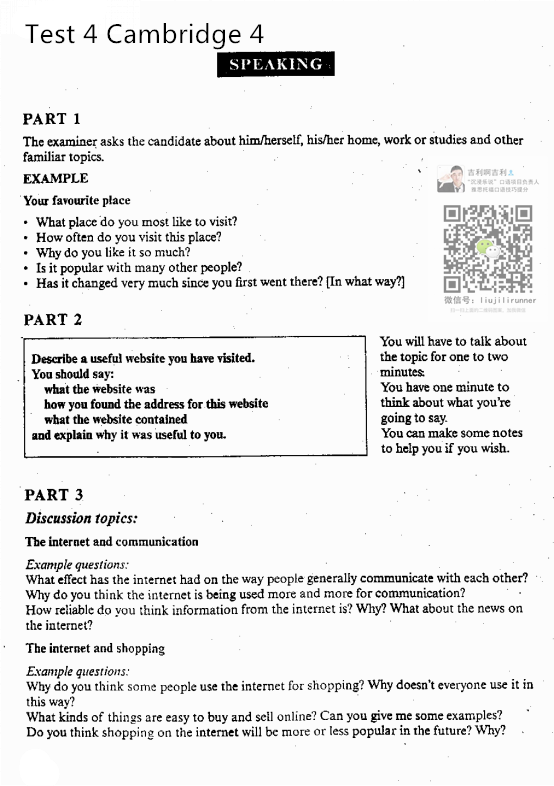 Test 4 Cambridge 4
SPEAKING
PART 1
The examiner asks the candidate about him/herself, his/her home, work or studies and other
familiar topics.
EXAMPLE
Your favourite place
• What place do you most like to visit?
• How often do you visit this place?
• Why do you like it so much?
• Is it popular with many other people?
• Has it changed very much since you first went there? [In what way?]
吉利啊吉利
微信号：liujilirunner
PART 2
Describe a useful website you have visited.
You should say:
what the website was
how you found the address for this website
what the website contained
and explain why it was useful to you.
You will have to talk about
the topic for one to two
minutes.
You have one minute to
think about what you're
going to say.
You can make some notes
to help you if you wish.
PART 3
Discussion topics:
The internet and communication
Example questions:
What effect has the internet had on the way people generally communicate with each other?
Why do you think the internet is being used more and more for communication?
How reliable do you think information from the internet is? Why? What about the news on
the internet?
The internet and shopping
Example questions:
Why do you think some people use the internet for shopping? Why doesn't everyone use it in
this way?
What kinds of things are easy to buy and sell online? Can you give me some examples?
Do you think shopping on the internet will be more or less popular in the future? Why?